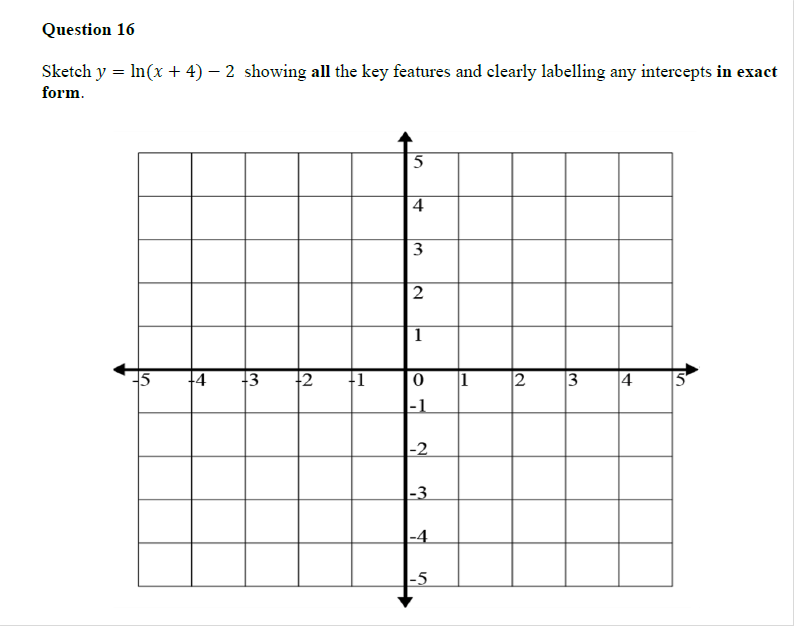 Question 16
Sketch y = ln(x + 4) − 2 showing all the key features and clearly labelling any intercepts in exact
form.
5
4
3
2
1
-5 -4 -3 -2 -1 0 1 2 3 4 5
-1
-2
-3
-4
-5